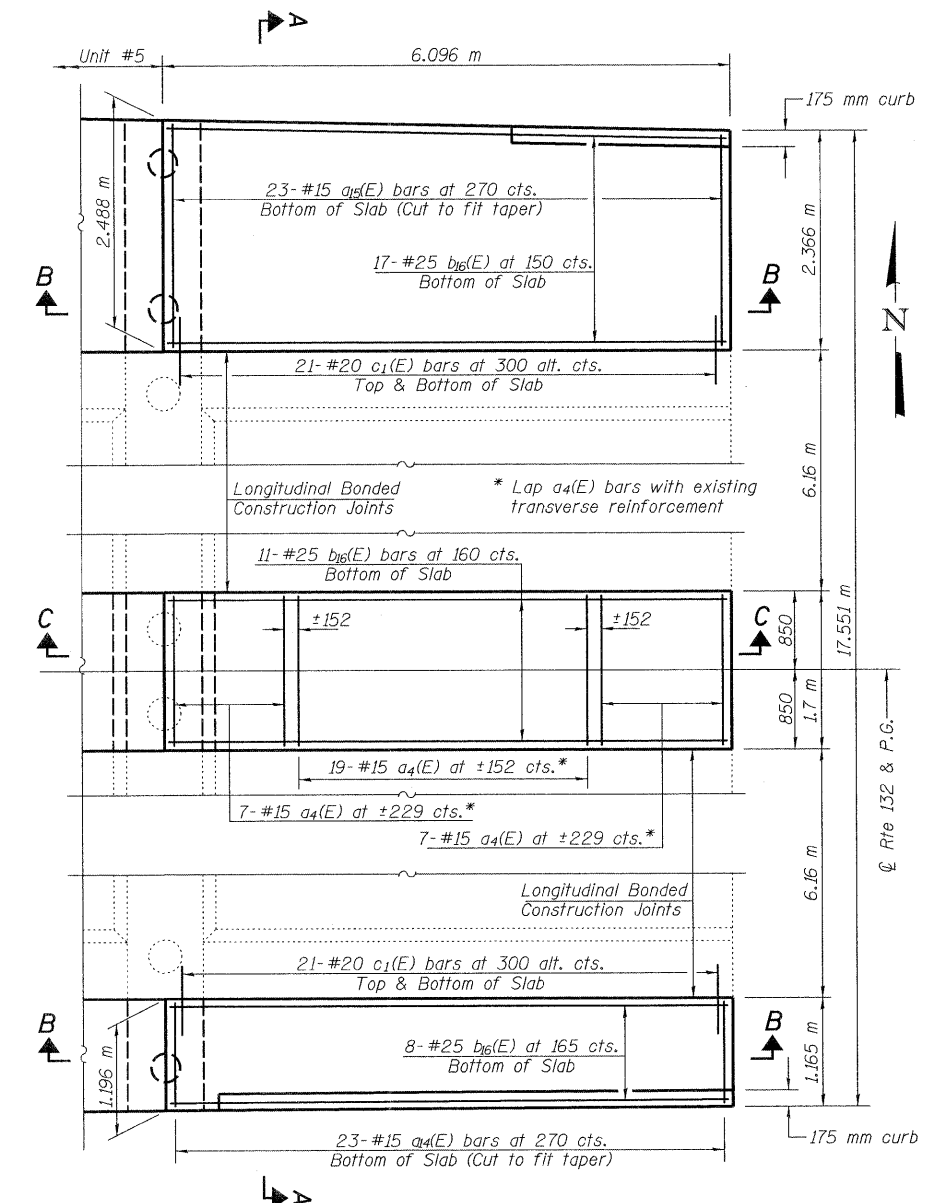 A
Unit #5
6.096 m
175 mm curb
2.488 m
23-#15 a15(E) bars at 270 cts.
Bottom of Slab (Cut to fit taper)
17-#25 b16(E) at 150 cts.
Bottom of Slab
2.366 m
B
B
N
21-#20 c1(E) bars at 300 alt. cts.
Top & Bottom of Slab
Longitudinal Bonded
Construction Joints
* Lap a4(E) bars with existing
transverse reinforcement
6.16 m
11-#25 b16(E) bars at 160 cts.
Bottom of Slab
C
±152
±152
C
850
17.551 m
850
1.7 m
19-#15 a4(E) at ±152 cts.*
7-#15 a4(E) at ±229 cts.*
7-#15 a4(E) at ±229 cts.*
℄ Rte 132 & P.G.
6.16 m
Longitudinal Bonded
Construction Joints
21-#20 c1(E) bars at 300 alt. cts.
Top & Bottom of Slab
B
8-#25 b16(E) at 165 cts.
Bottom of Slab
B
1.196 m
1.165 m
175 mm curb
23-#15 a14(E) bars at 270 cts.
Bottom of Slab (Cut to fit taper)
A